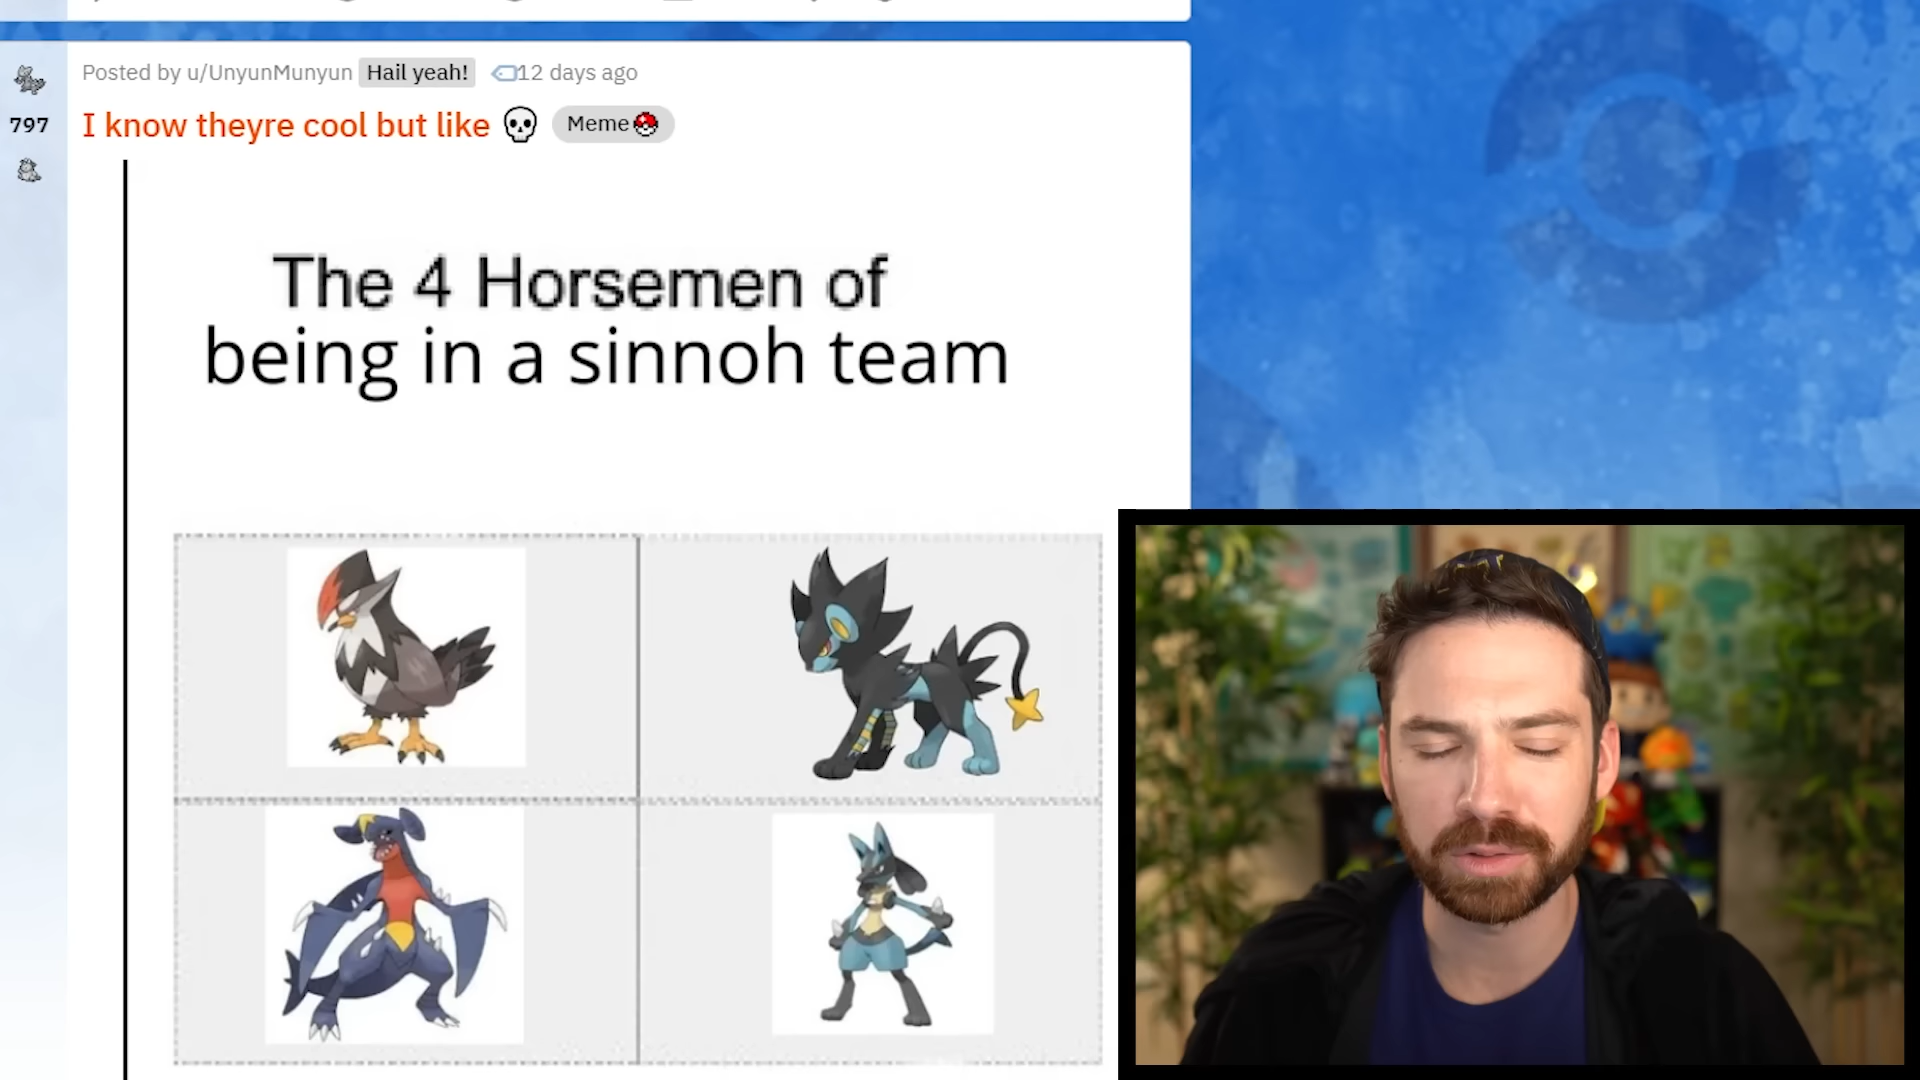 Posted by u/UnyunMunyun Hail yeah! 12 days ago
797
I know theyre cool but like 💀 Meme
The 4 Horsemen of
being in a sinnoh team